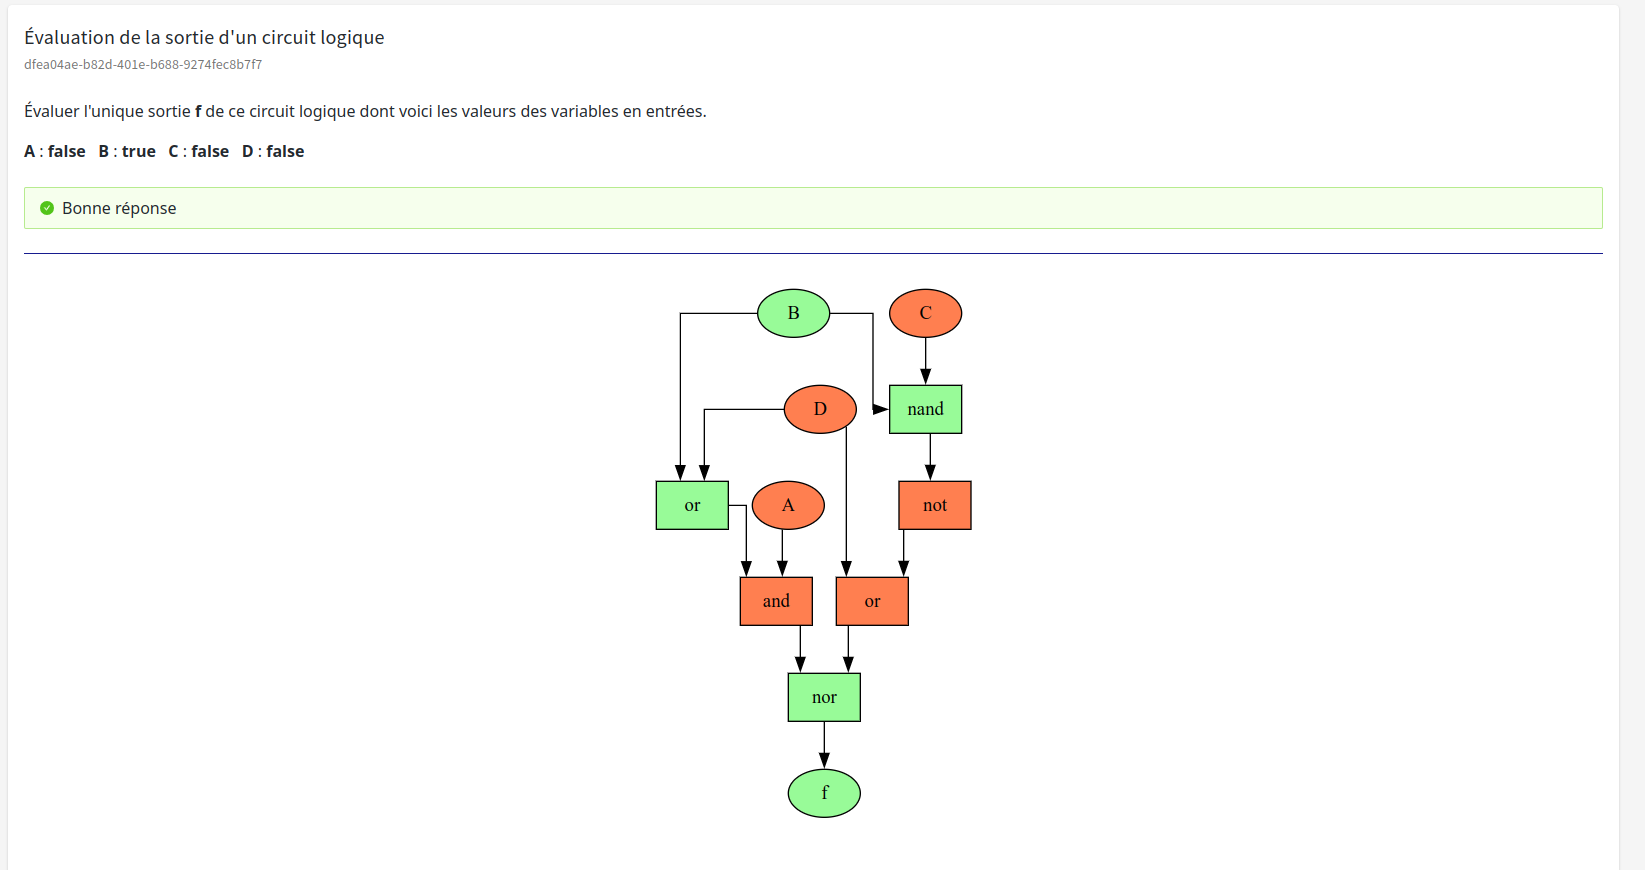 Évaluation de la sortie d'un circuit logique
dfea04ae-b82d-401e-b688-9274fec8b7f7
Évaluer l'unique sortie f de ce circuit logique dont voici les valeurs des variables en entrées.
A : false B : true C : false D : false
Bonne réponse
B C
D nand
or A not
and or
nor
f